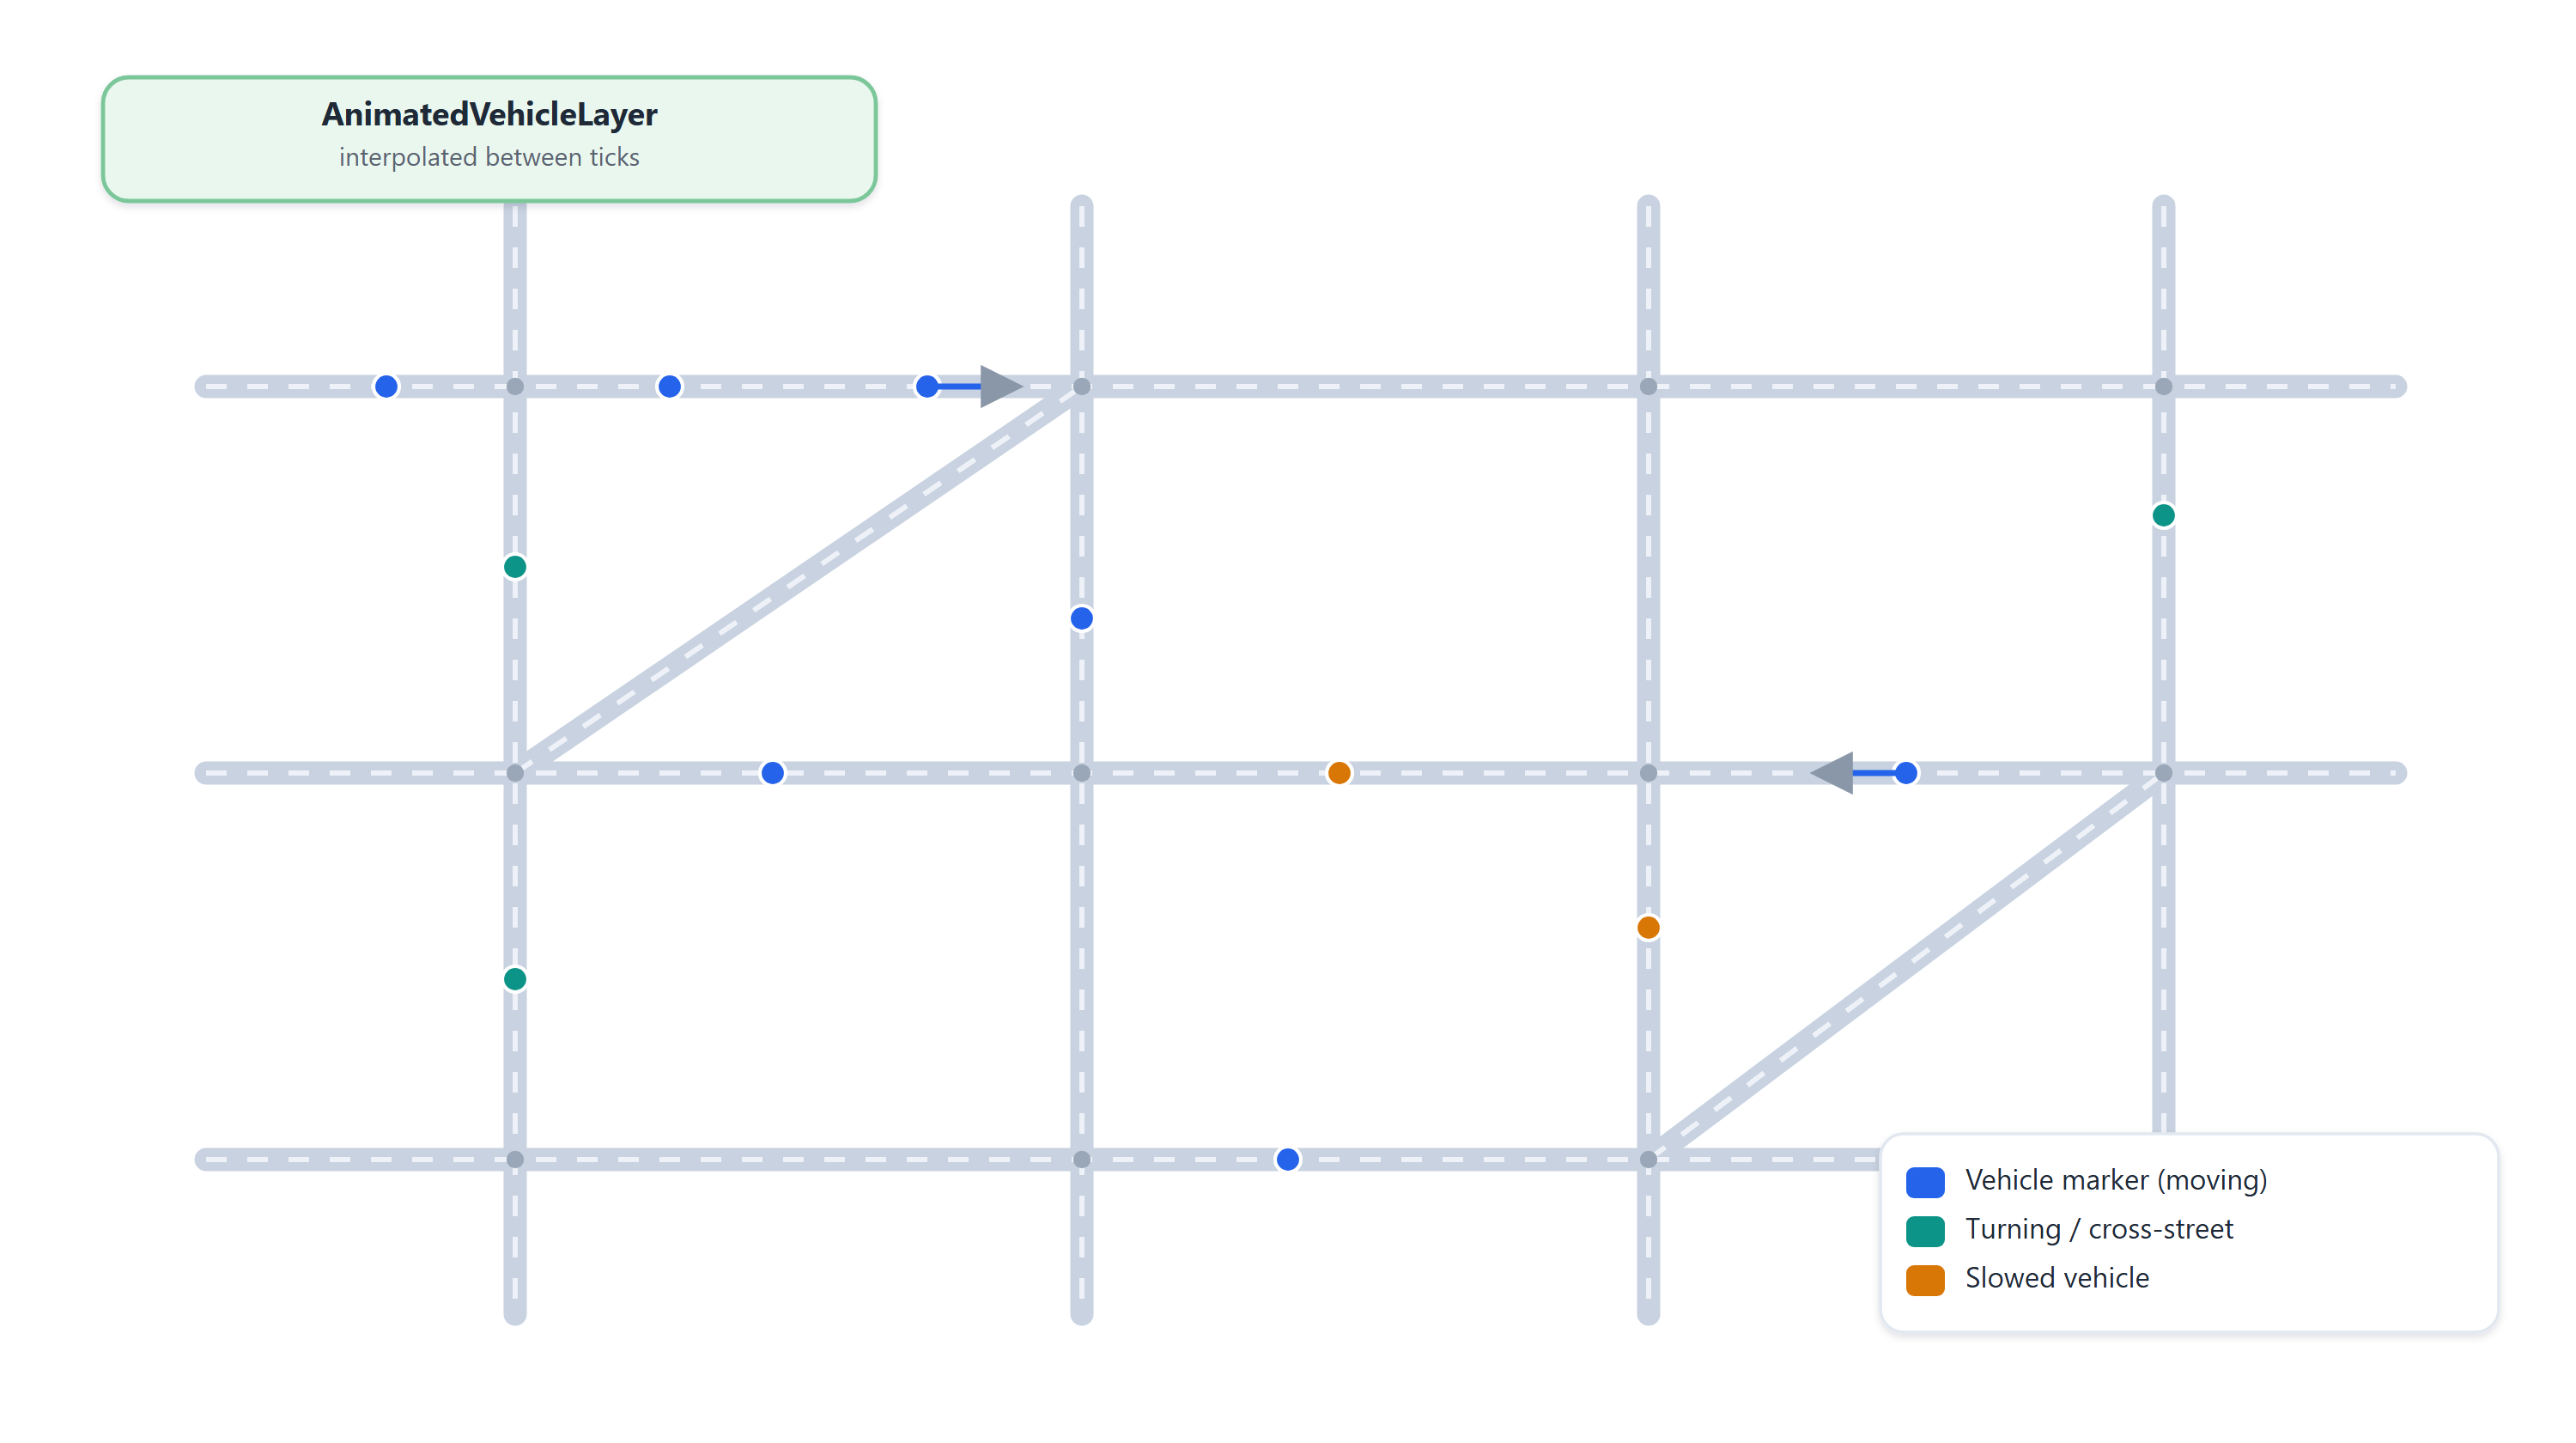 AnimatedVehicleLayer
interpolated between ticks
Vehicle marker (moving)
Turning / cross-street
Slowed vehicle